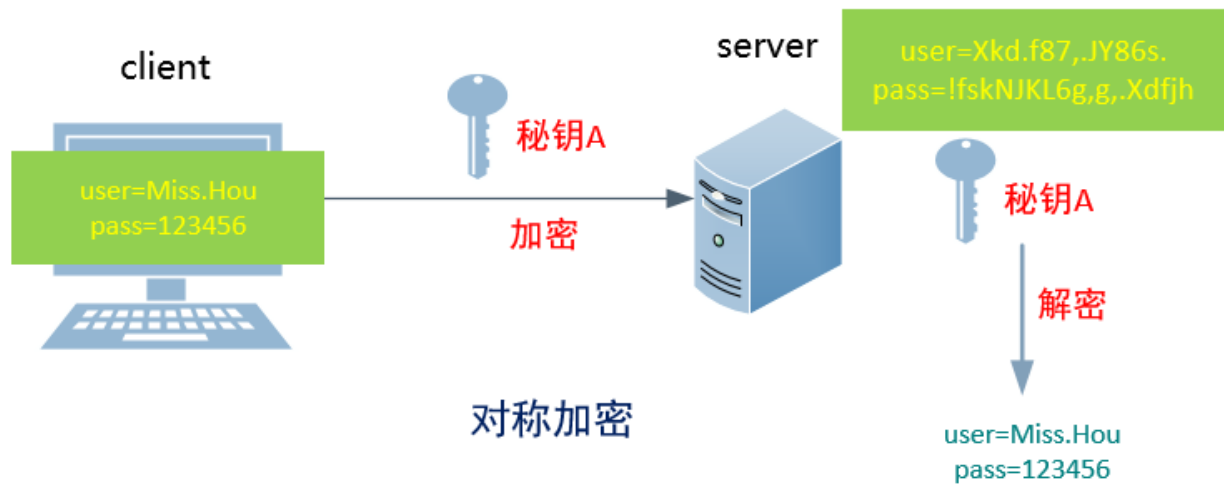 client
server
user=Xkd.f87,.JY86s.
pass=!fskNJKL6g,g,.Xdfjh
秘钥A
user=Miss.Hou
pass=123456
加密
秘钥A
解密
对称加密
user=Miss.Hou
pass=123456